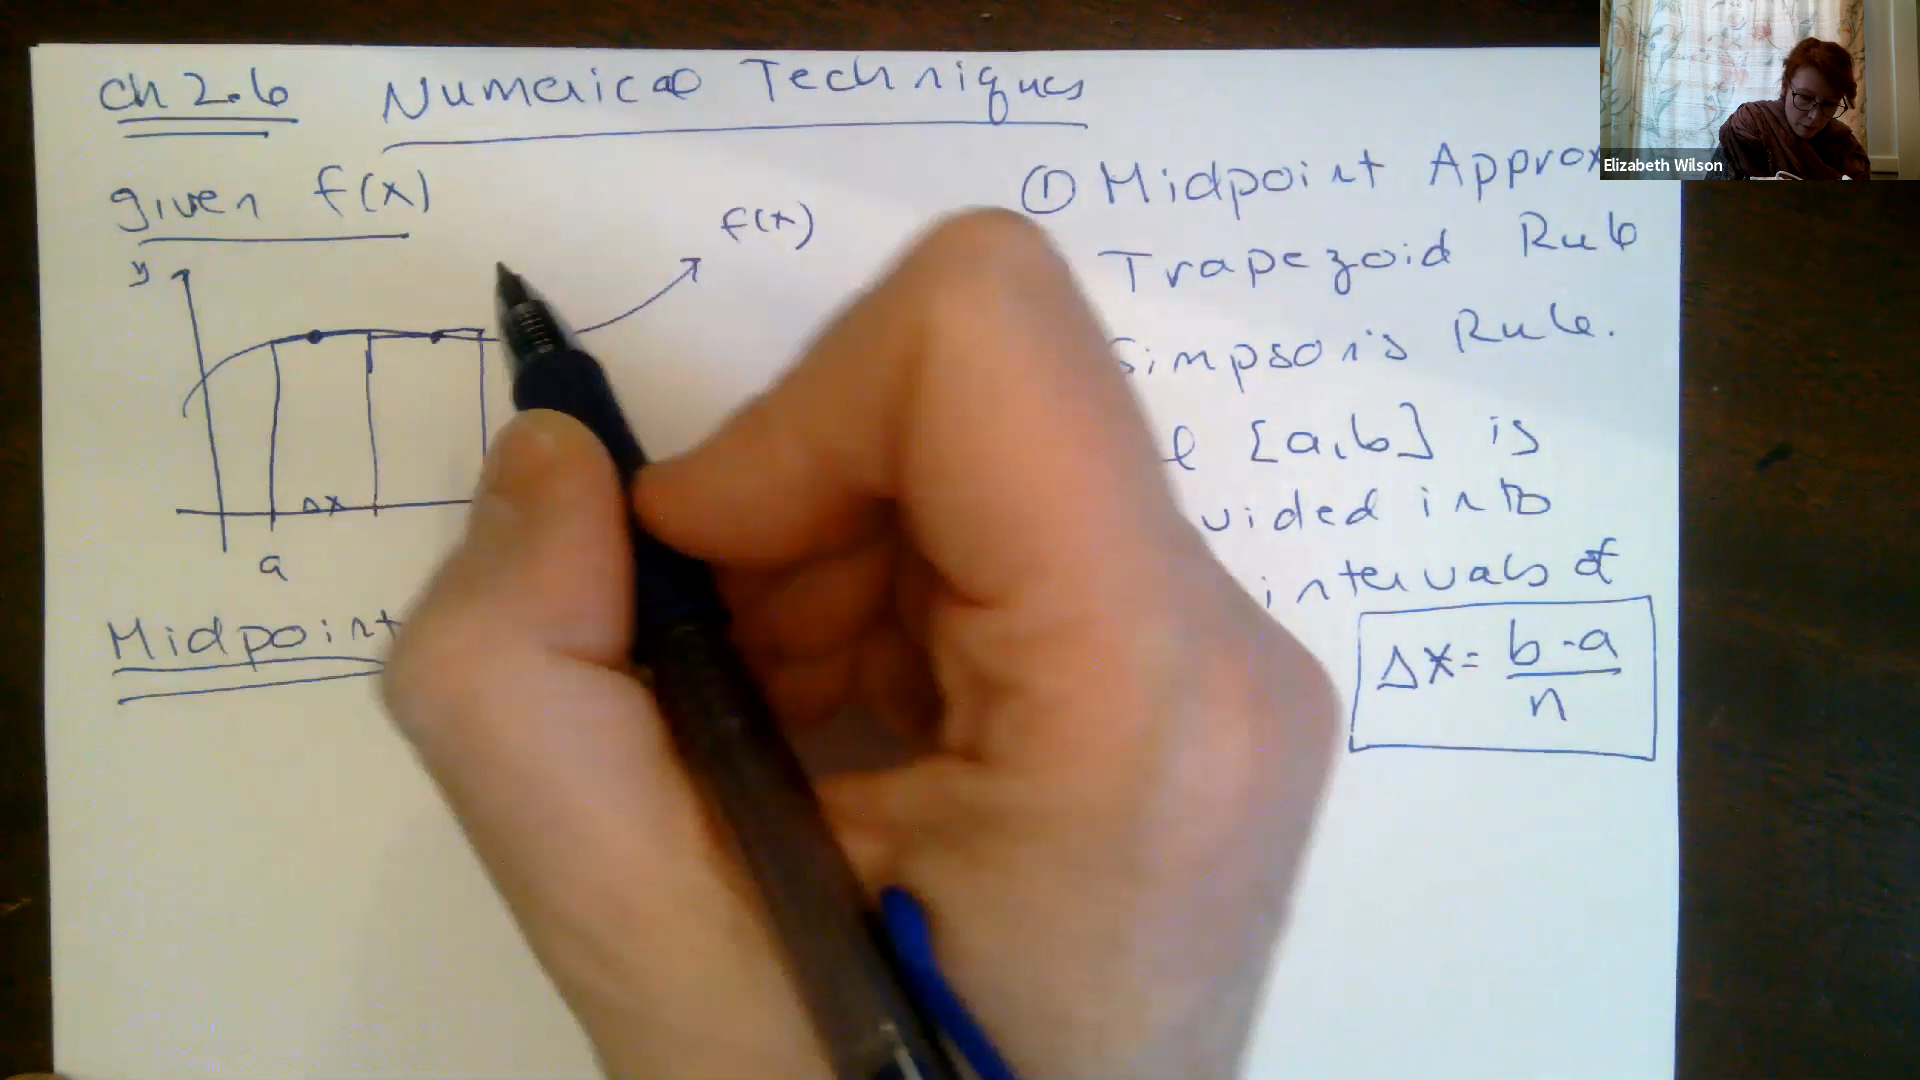 Ch 2.6 Numerical Techniques
given f(x)
y
f(x)
Δx
a
Midpoint
① Midpoint Approx
Trapezoid Rule
Simpson's Rule.
[a,b] is
into
intervals of
Δx = b-a
n
Elizabeth Wilson